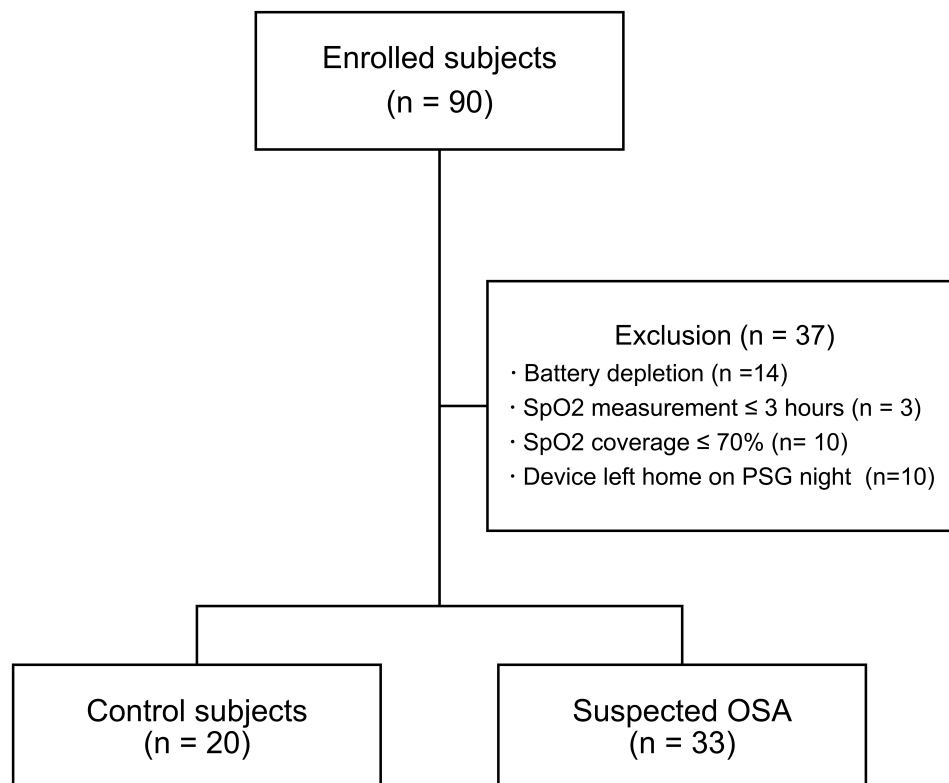 Enrolled subjects
(n = 90)
Exclusion (n = 37)
· Battery depletion (n =14)
· SpO2 measurement ≤ 3 hours (n = 3)
· SpO2 coverage ≤ 70% (n= 10)
· Device left home on PSG night  (n=10)
Control subjects
(n = 20)
Suspected OSA
(n = 33)